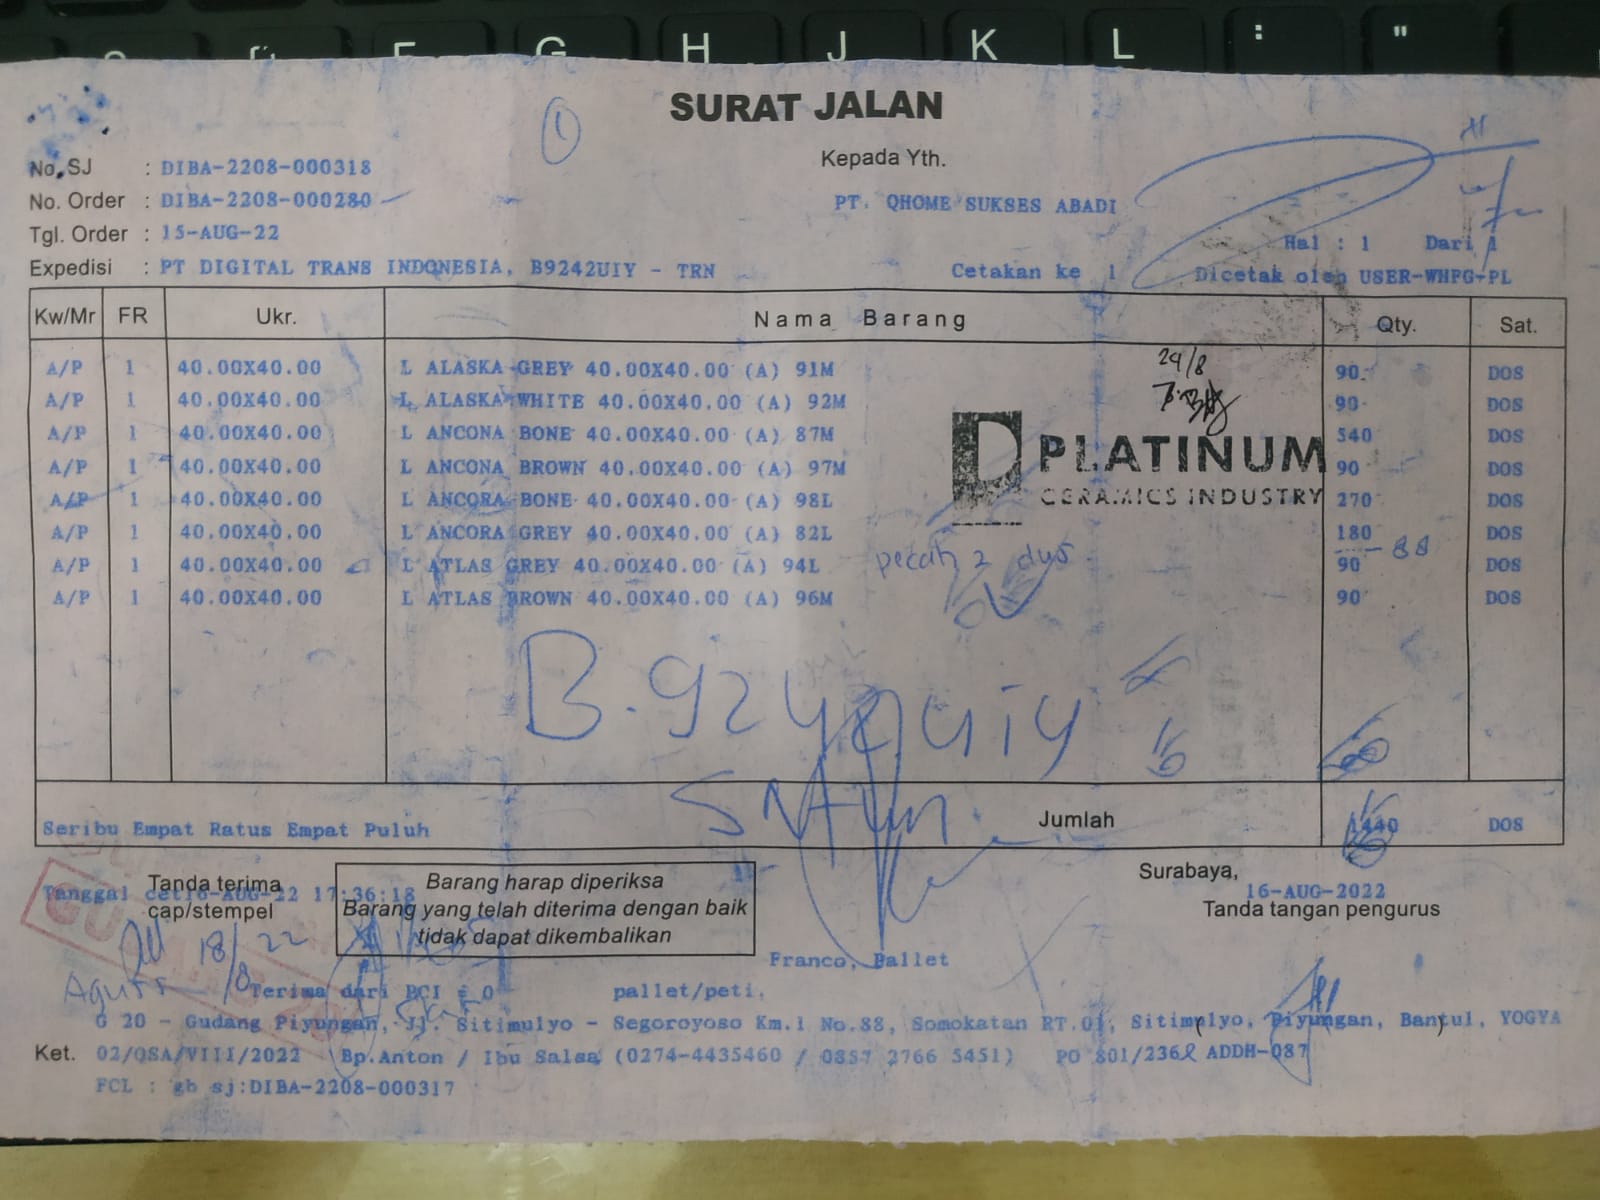 F G H J K L : "
SURAT JALAN
No. SJ : DIBA-2208-000318
No. Order : DIBA-2208-000280
Tgl. Order : 15-AUG-22
Expedisi : PT DIGITAL TRANS INDONESIA, B9242UIY - TRN
Kepada Yth.
PT. QHOME SUKSES ABADI
Hal : 1 Dari 1
Cetakan ke 1 Dicetak oleh USER-WHFG-PL
Kw/Mr FR Ukr. Nama Barang Qty. Sat.
A/P 1 40.00X40.00 L ALASKA GREY 40.00X40.00 (A) 91M 90 DOS
A/P 1 40.00X40.00 L ALASKA WHITE 40.00X40.00 (A) 92M 90 DOS
A/P 1 40.00X40.00 L ANCONA BONE 40.00X40.00 (A) 87M 540 DOS
A/P 1 40.00X40.00 L ANCONA BROWN 40.00X40.00 (A) 97M 90 DOS
A/P 1 40.00X40.00 L ANCORA BONE 40.00X40.00 (A) 98L 270 DOS
A/P 1 40.00X40.00 L ANCORA GREY 40.00X40.00 (A) 82L 180 DOS
A/P 1 40.00X40.00 L ATLAS GREY 40.00X40.00 (A) 94L pecah 2 dus 90 88 DOS
A/P 1 40.00X40.00 L ATLAS BROWN 40.00X40.00 (A) 96M 90 DOS
29/8
PLATINUM
CERAMICS INDUSTRY
Seribu Empat Ratus Empat Puluh Jumlah 1440 DOS
Tanda terima
Tanggal cet16-AUG-22 17:36:18
cap/stempel
18/8 22
Agus
Barang harap diperiksa
Barang yang telah diterima dengan baik
tidak dapat dikembalikan
Surabaya,
16-AUG-2022
Tanda tangan pengurus
Franco, Pallet
Terima dari BCI = 0 pallet/peti,
G 20 - Gudang Piyungan, Jl. Sitimulyo - Segoroyoso Km.1 No.88, Somokatan RT.01, Sitimulyo, Piyungan, Bantul, YOGYA
Ket. 02/QSA/VIII/2022 Bp.Anton / Ibu Salsa (0274-4435460 / 0857 2766 5451) PO 801/2362 ADDH-087
FCL : gb sj:DIBA-2208-000317